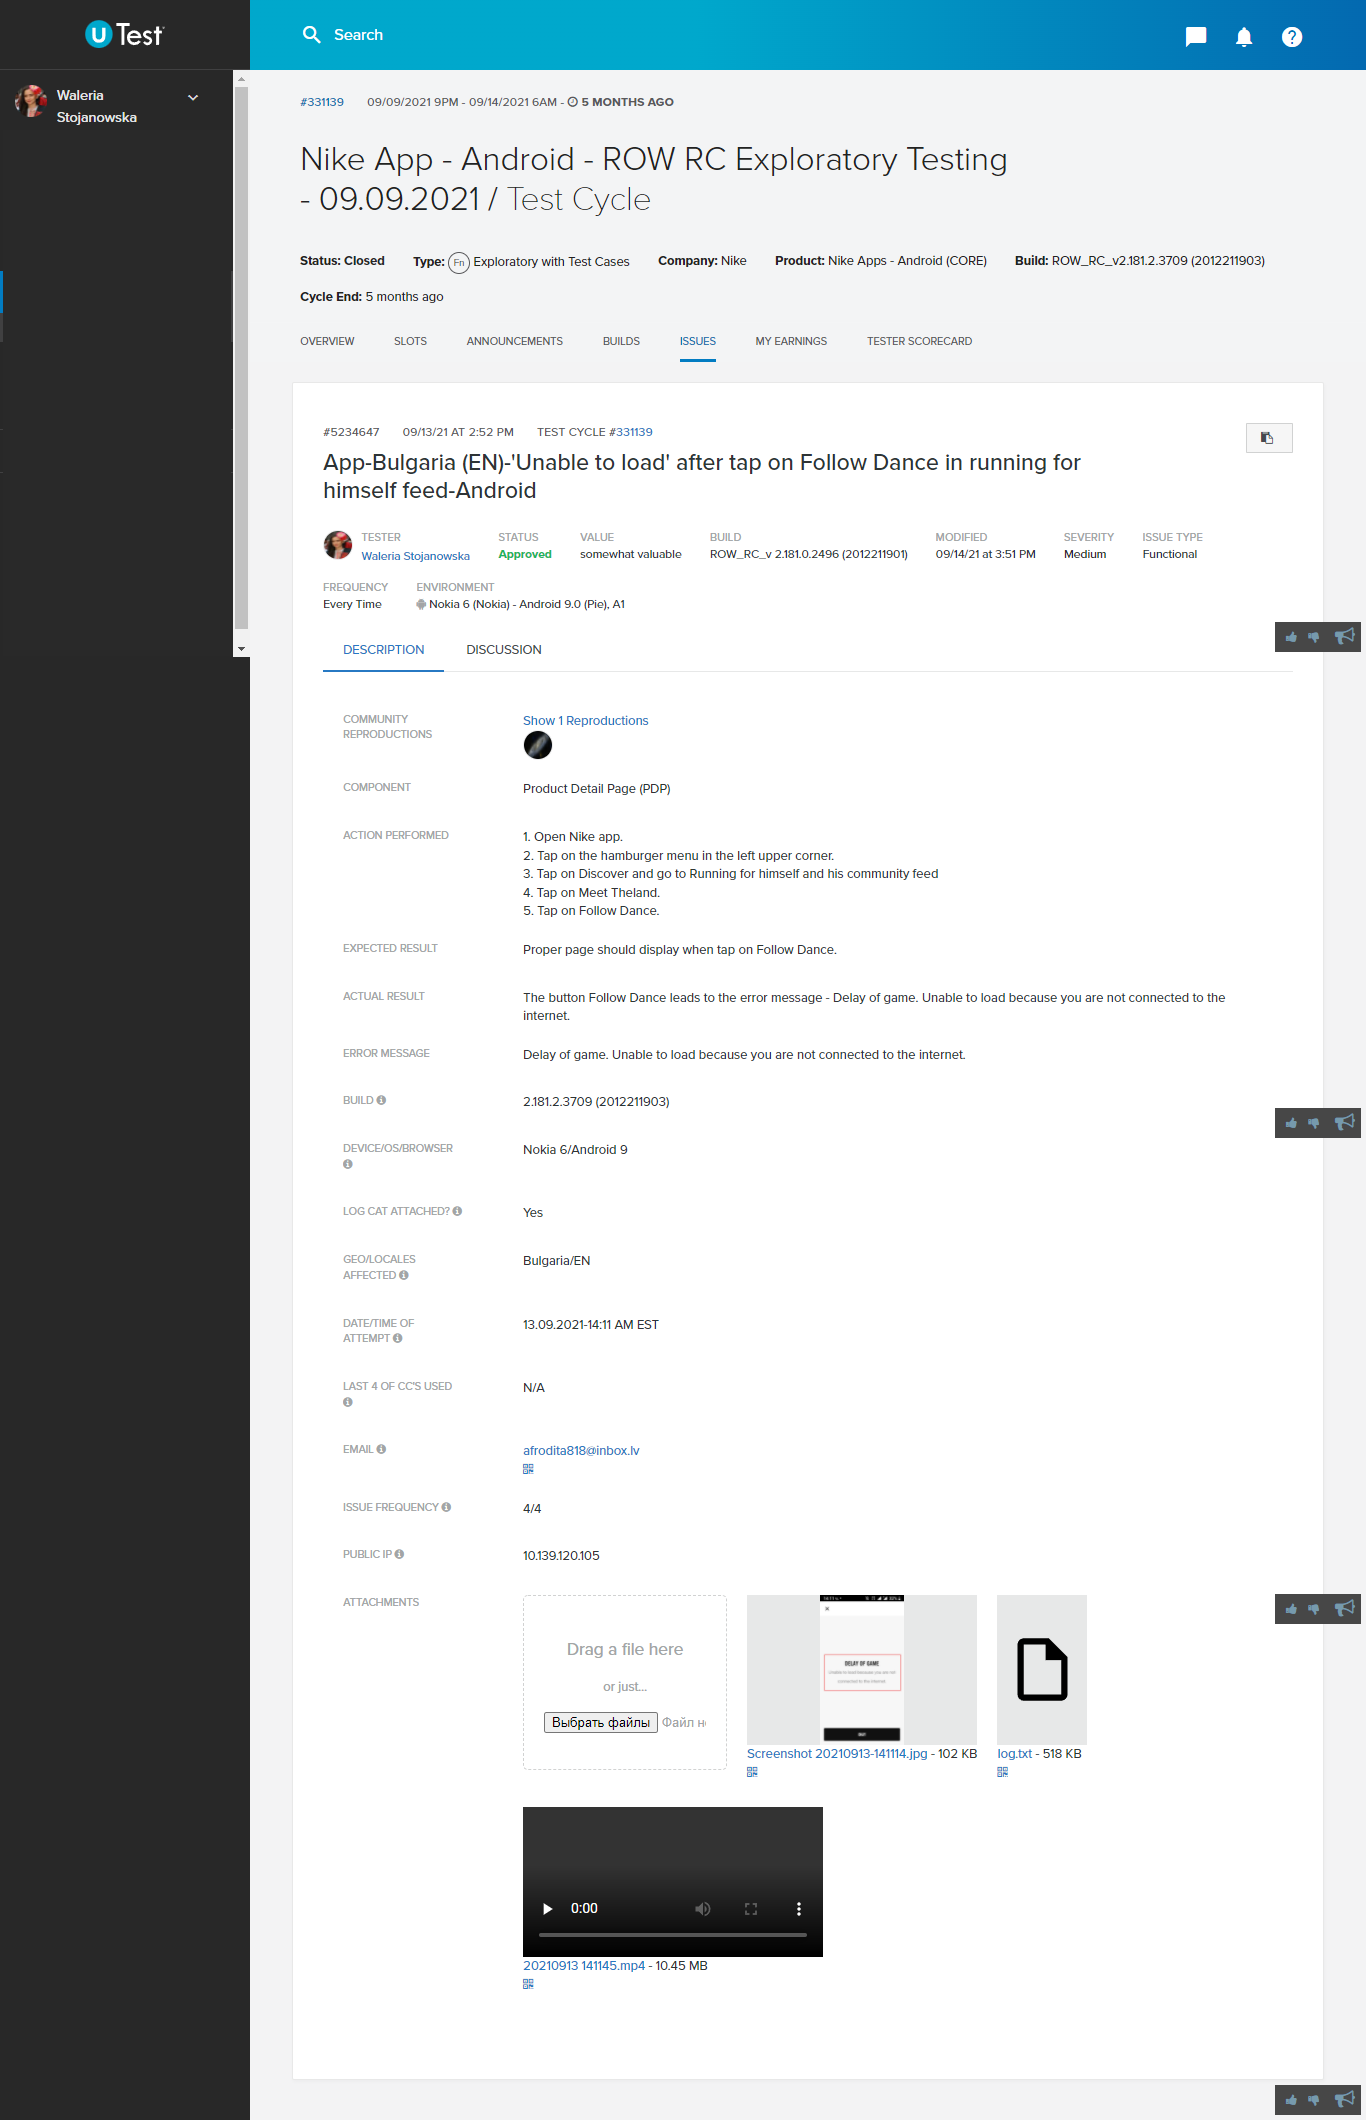 U Test
Search
Waleria
Stojanowska
#331139 09/09/2021 9PM - 09/14/2021 6AM - 5 MONTHS AGO
Nike App - Android - ROW RC Exploratory Testing
- 09.09.2021 / Test Cycle
Status: Closed Type: Fn Exploratory with Test Cases Company: Nike Product: Nike Apps - Android (CORE) Build: ROW_RC_v2.181.2.3709 (2012211903)
Cycle End: 5 months ago
OVERVIEW SLOTS ANNOUNCEMENTS BUILDS ISSUES MY EARNINGS TESTER SCORECARD
#5234647 09/13/21 AT 2:52 PM TEST CYCLE #331139
App-Bulgaria (EN)-'Unable to load' after tap on Follow Dance in running for
himself feed-Android
TESTER STATUS VALUE BUILD MODIFIED SEVERITY ISSUE TYPE
Waleria Stojanowska Approved somewhat valuable ROW_RC_v 2.181.0.2496 (2012211901) 09/14/21 at 3:51 PM Medium Functional
FREQUENCY ENVIRONMENT
Every Time Nokia 6 (Nokia) - Android 9.0 (Pie), A1
DESCRIPTION DISCUSSION
COMMUNITY REPRODUCTIONS
Show 1 Reproductions
COMPONENT
Product Detail Page (PDP)
ACTION PERFORMED
1. Open Nike app.
2. Tap on the hamburger menu in the left upper corner.
3. Tap on Discover and go to Running for himself and his community feed
4. Tap on Meet Theland.
5. Tap on Follow Dance.
EXPECTED RESULT
Proper page should display when tap on Follow Dance.
ACTUAL RESULT
The button Follow Dance leads to the error message - Delay of game. Unable to load because you are not connected to the
internet.
ERROR MESSAGE
Delay of game. Unable to load because you are not connected to the internet.
BUILD
2.181.2.3709 (2012211903)
DEVICE/OS/BROWSER
Nokia 6/Android 9
LOG CAT ATTACHED?
Yes
GEO/LOCALES
AFFECTED
Bulgaria/EN
DATE/TIME OF
ATTEMPT
13.09.2021-14:11 AM EST
LAST 4 OF CC'S USED
N/A
EMAIL
afrodita818@inbox.lv
ISSUE FREQUENCY
4/4
PUBLIC IP
10.139.120.105
ATTACHMENTS
Drag a file here
or just...
Выбрать файлы Файл не
DELAY OF GAME
Unable to load because you are not
connected to the internet
Screenshot 20210913-141114.jpg - 102 KB
log.txt - 518 KB
0:00
20210913 141145.mp4 - 10.45 MB